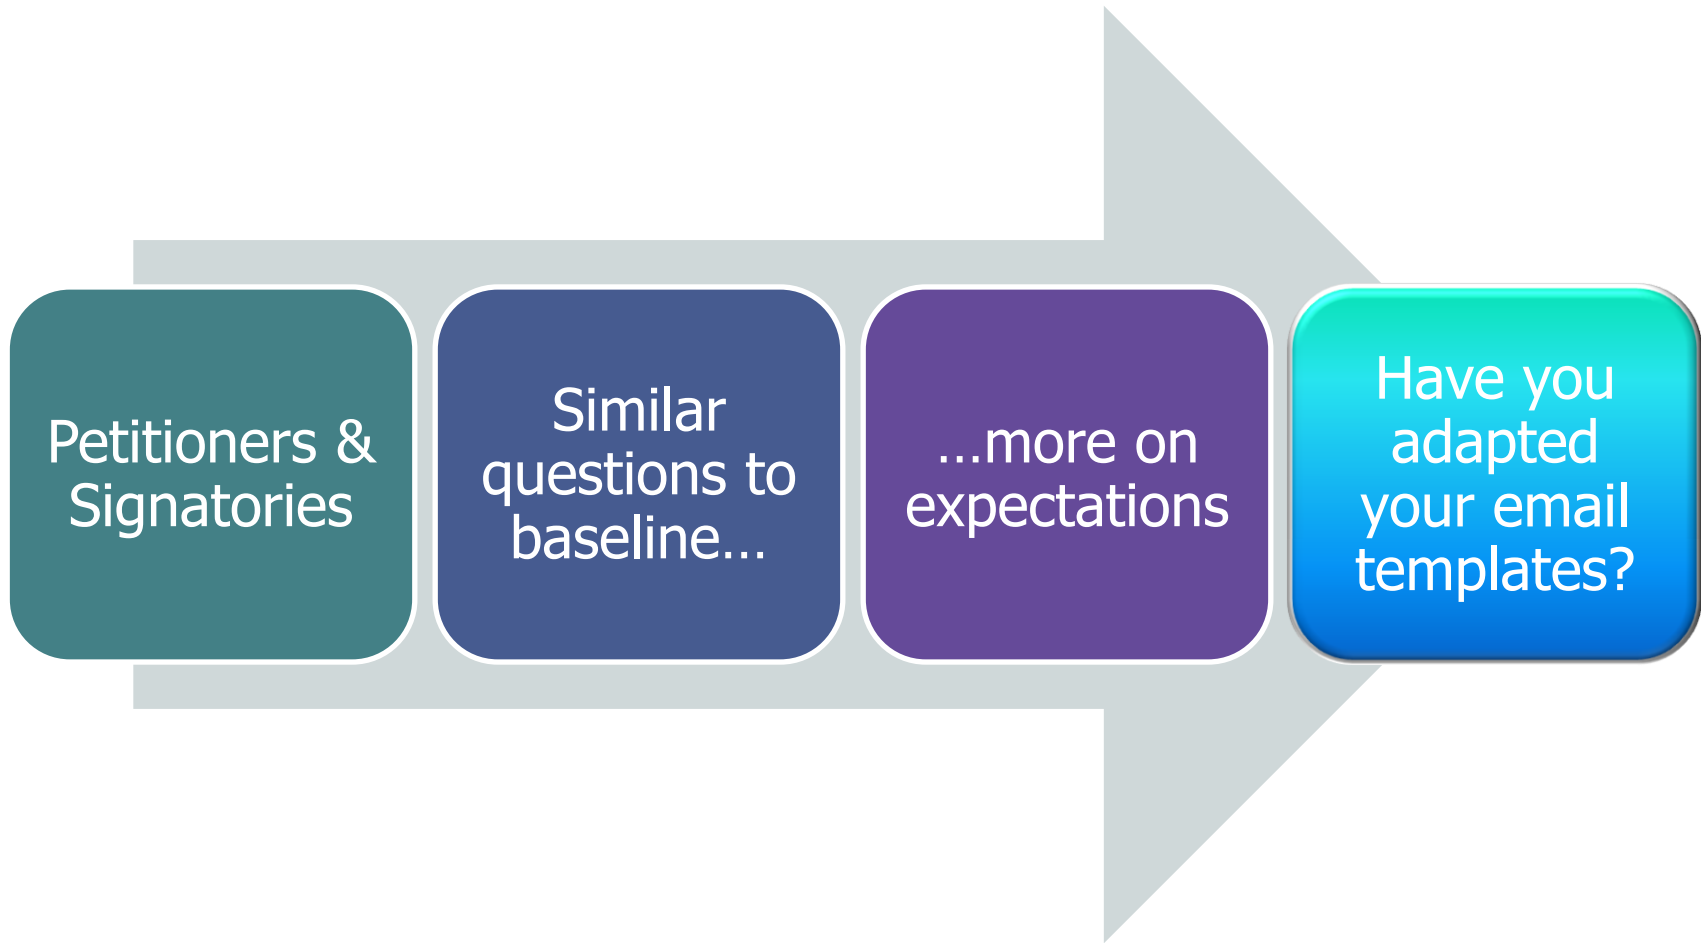 Petitioners &
Signatories
Similar
questions to
baseline…
…more on
expectations
Have you
adapted
your email
templates?